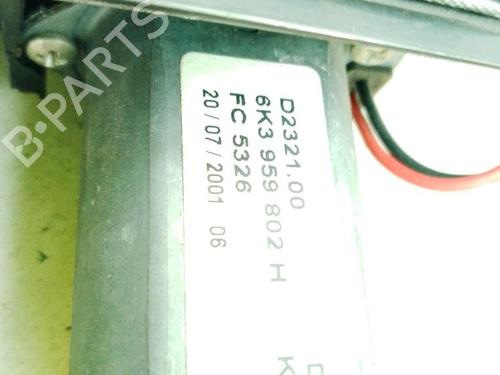 D2321.00
6K3 959 802 H
FC 5326
20/07/2001 06
B-PARTS